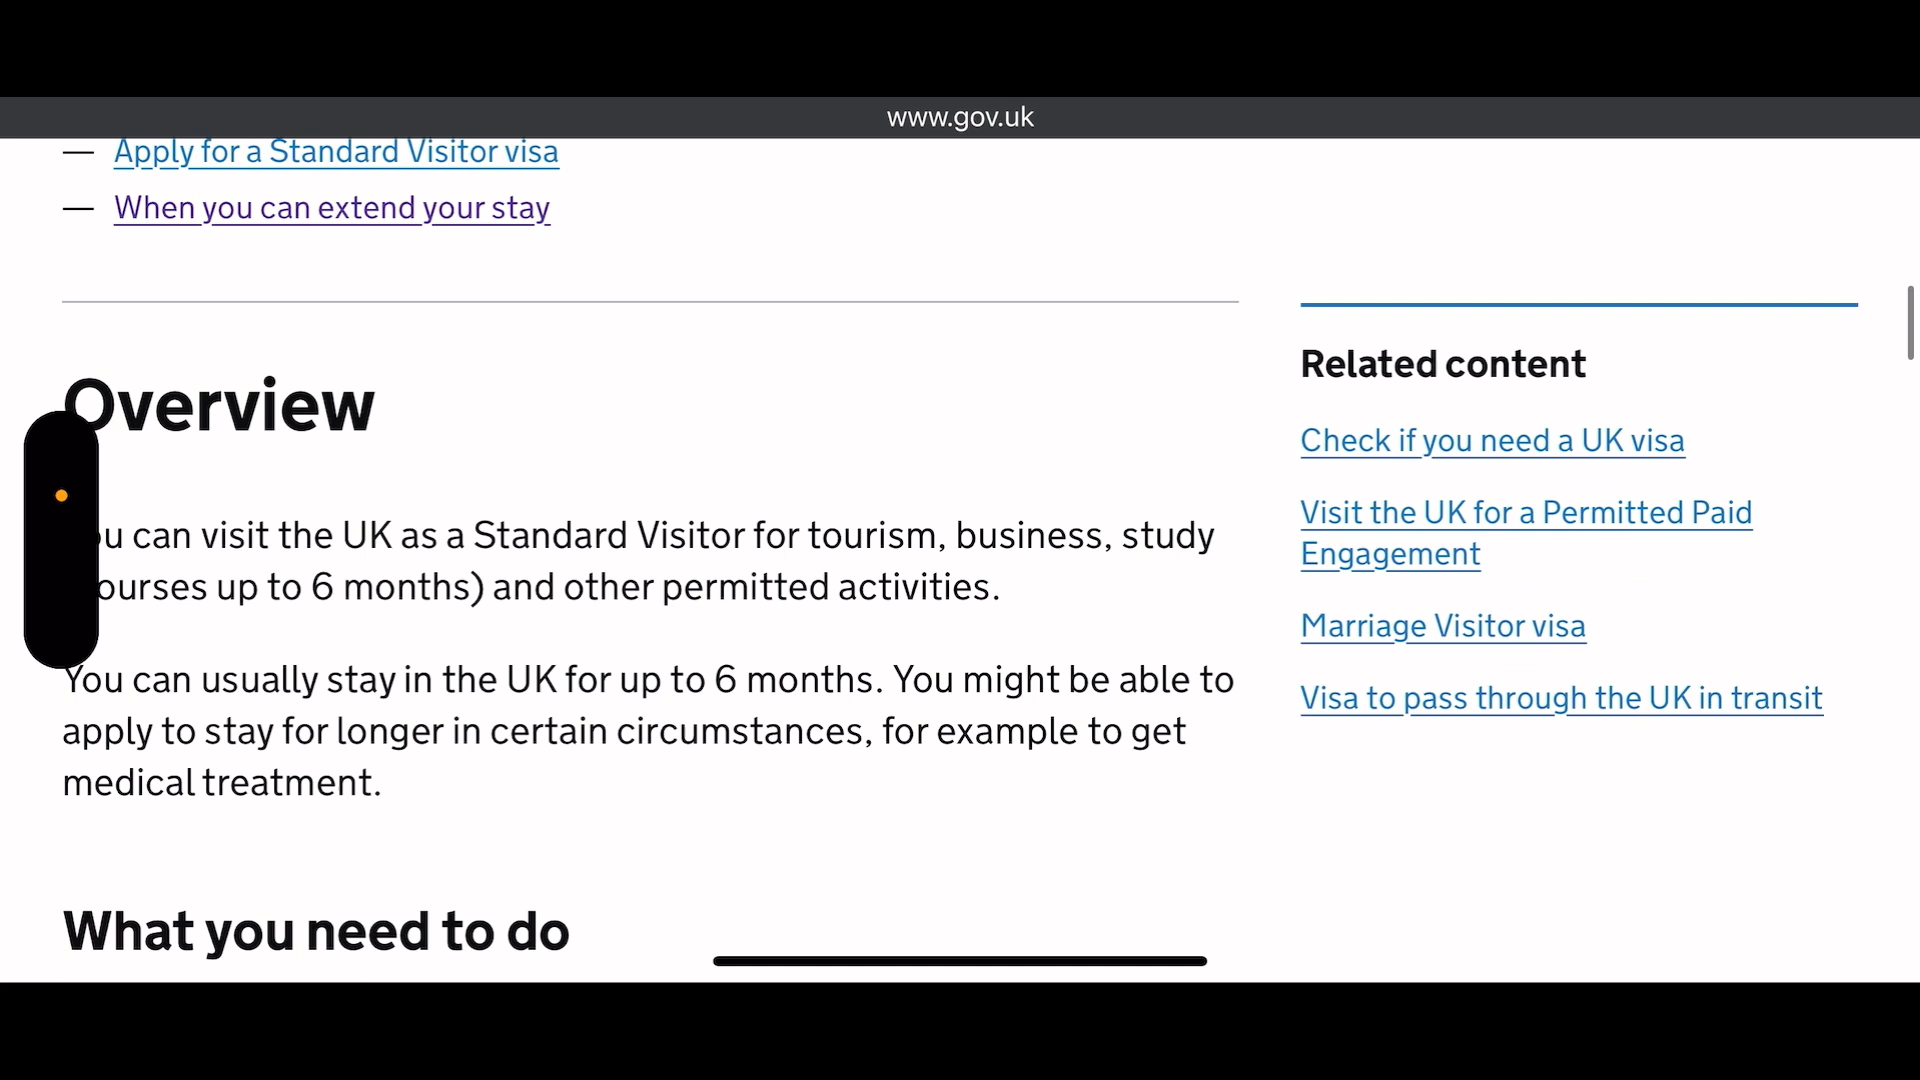 www.gov.uk
— Apply for a Standard Visitor visa
— When you can extend your stay
Overview
can visit the UK as a Standard Visitor for tourism, business, study
up to 6 months) and other permitted activities.
You can usually stay in the UK for up to 6 months. You might be able to
apply to stay for longer in certain circumstances, for example to get
medical treatment.
What you need to do
Related content
Check if you need a UK visa
Visit the UK for a Permitted Paid
Engagement
Marriage Visitor visa
Visa to pass through the UK in transit